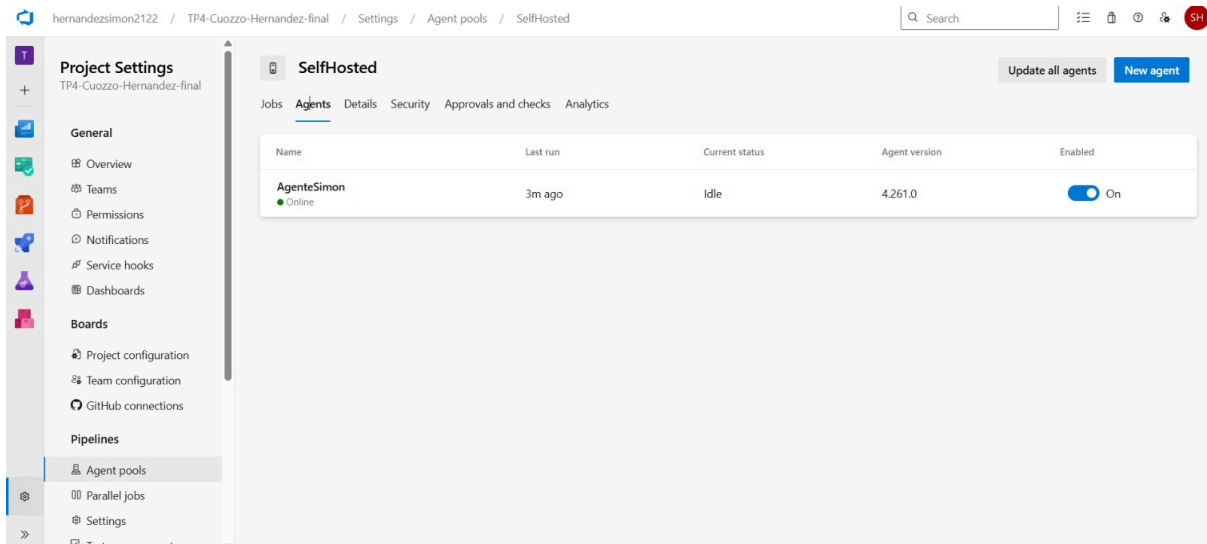 hernandezsimon2122 / TP4-Cuozzo-Hernandez-final / Settings / Agent pools / SelfHosted
Search
SH
T
Project Settings
TP4-Cuozzo-Hernandez-final
General
Overview
Teams
Permissions
Notifications
Service hooks
Dashboards
Boards
Project configuration
Team configuration
GitHub connections
Pipelines
Agent pools
Parallel jobs
Settings
SelfHosted
Update all agents
New agent
Jobs Agents Details Security Approvals and checks Analytics
Name Last run Current status Agent version Enabled
AgenteSimon 3m ago Idle 4.261.0 On
Online